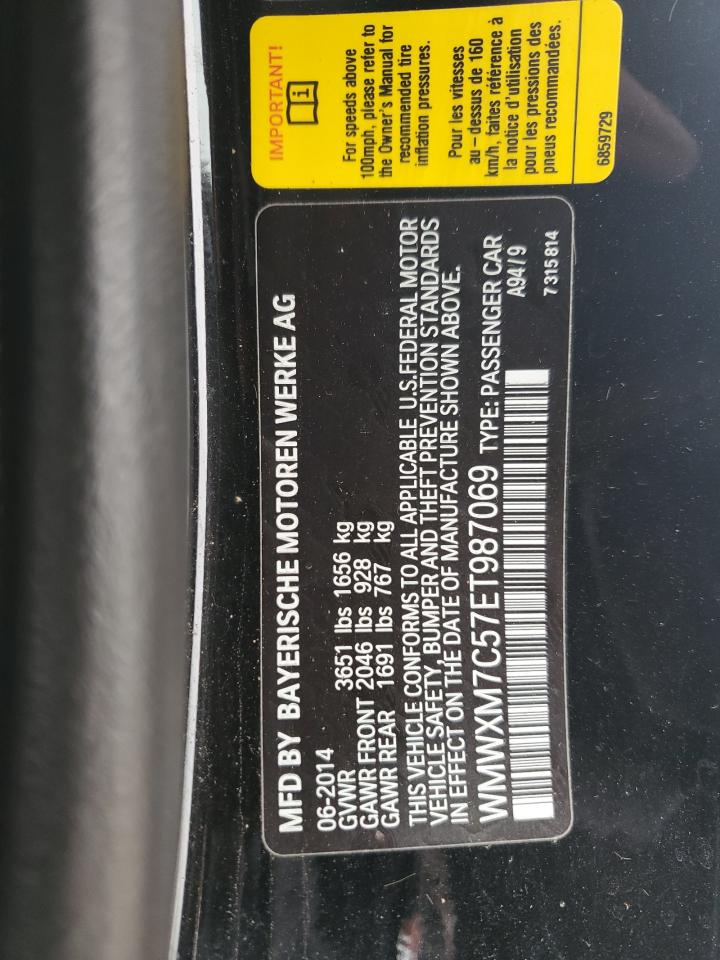 MFD BY BAYERISCHE MOTOREN WERKE AG
06-2014
GVWR 3651 lbs 1656 kg
GAWR FRONT 2046 lbs 928 kg
GAWR REAR 1691 lbs 767 kg
THIS VEHICLE CONFORMS TO ALL APPLICABLE U.S.FEDERAL MOTOR
VEHICLE SAFETY, BUMPER AND THEFT PREVENTION STANDARDS
IN EFFECT ON THE DATE OF MANUFACTURE SHOWN ABOVE.
WMWXM7C57ET987069 TYPE: PASSENGER CAR
A94/9
7 315 814
IMPORTANT!
For speeds above
100mph, please refer to
the Owner's Manual for
recommended tire
inflation pressures.
Pour les vitesses
au – dessus de 160
km/h, faites référence à
la notice d'utilisation
pour les pressions des
pneus recommandées.
6859729